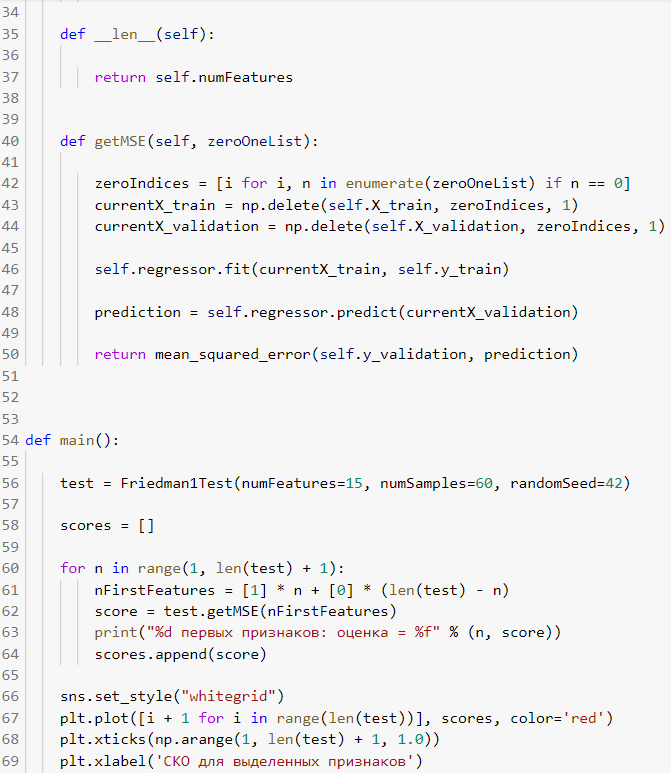 34
35 def __len__(self):
36
37 return self.numFeatures
38
39
40 def getMSE(self, zeroOneList):
41
42 zeroIndices = [i for i, n in enumerate(zeroOneList) if n == 0]
43 currentX_train = np.delete(self.X_train, zeroIndices, 1)
44 currentX_validation = np.delete(self.X_validation, zeroIndices, 1)
45
46 self.regressor.fit(currentX_train, self.y_train)
47
48 prediction = self.regressor.predict(currentX_validation)
49
50 return mean_squared_error(self.y_validation, prediction)
51
52
53
54 def main():
55
56 test = Friedman1Test(numFeatures=15, numSamples=60, randomSeed=42)
57
58 scores = []
59
60 for n in range(1, len(test) + 1):
61 nFirstFeatures = [1] * n + [0] * (len(test) - n)
62 score = test.getMSE(nFirstFeatures)
63 print("%d первых признаков: оценка = %f" % (n, score))
64 scores.append(score)
65
66 sns.set_style("whitegrid")
67 plt.plot([i + 1 for i in range(len(test))], scores, color='red')
68 plt.xticks(np.arange(1, len(test) + 1, 1.0))
69 plt.xlabel('СКО для выделенных признаков')